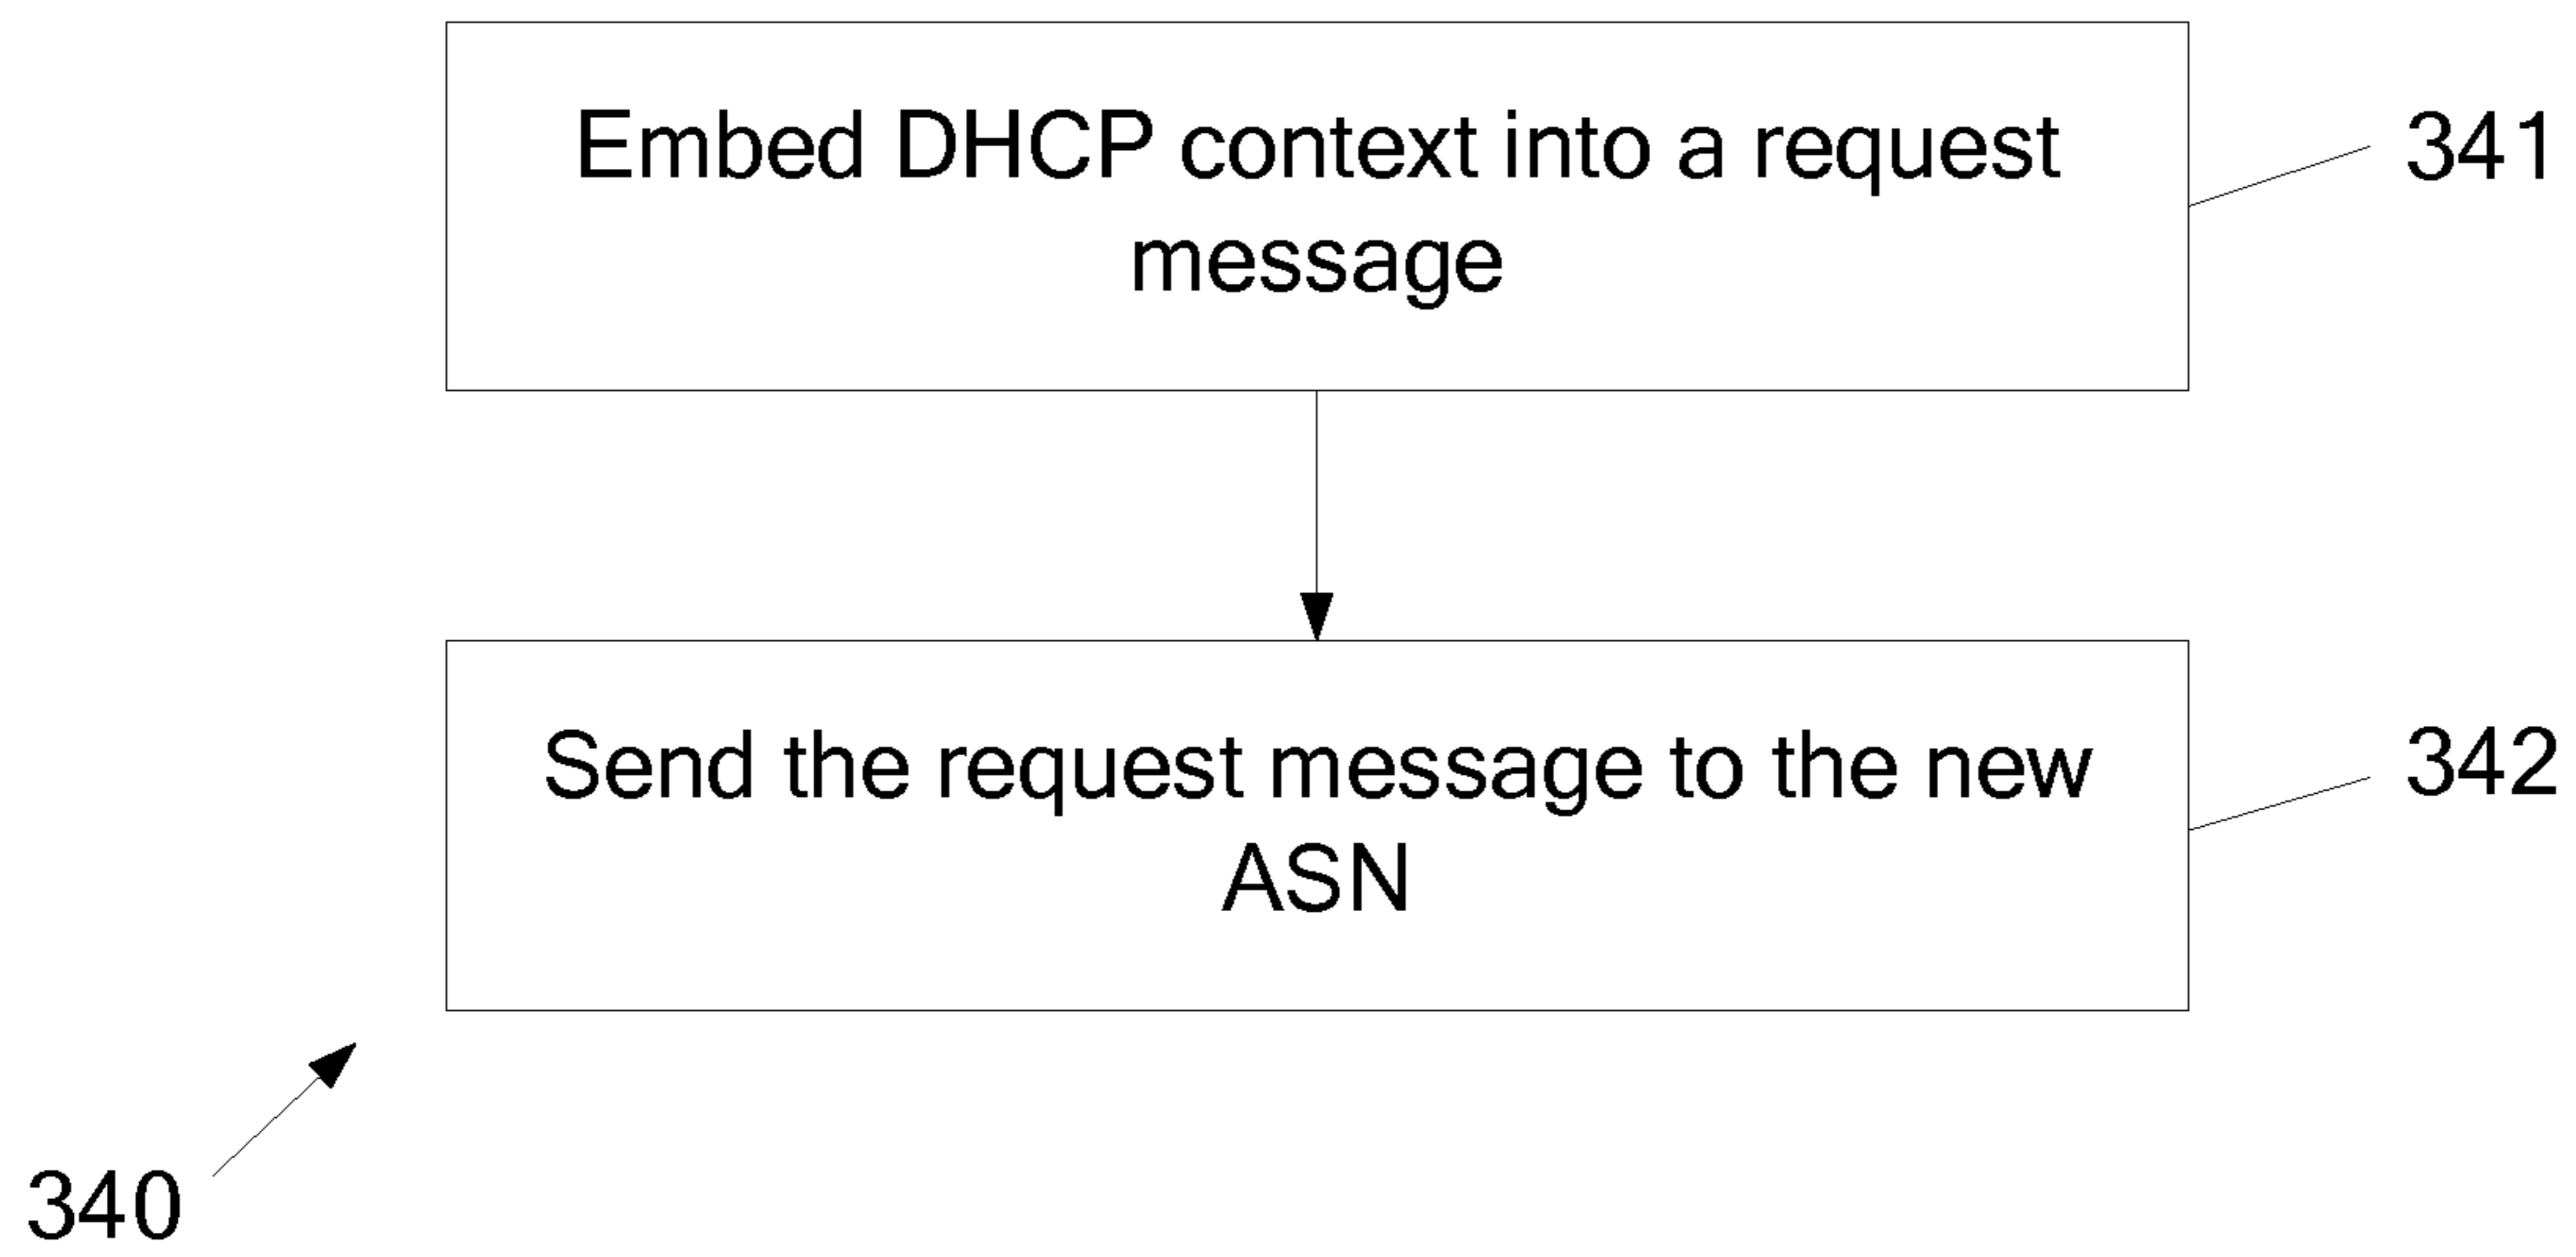 Embed DHCP context into a request
message
341
Send the request message to the new
ASN
342
340